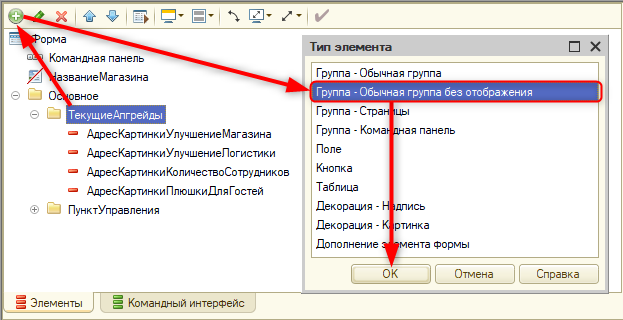 Форма
Командная панель
НазваниеМагазина
Основное
ТекущиеАпгрейды
АдресКартинкиУлучшениеМагазина
АдресКартинкиУлучшениеЛогистики
АдресКартинкиКоличествоСотрудников
АдресКартинкиПлюшкиДляГостей
ПунктУправления
Элементы
Командный интерфейс
Тип элемента
Группа - Обычная группа
Группа - Обычная группа без отображения
Группа - Страницы
Группа - Командная панель
Поле
Кнопка
Таблица
Декорация - Надпись
Декорация - Картинка
Дополнение элемента формы
ОК
Отмена
Справка